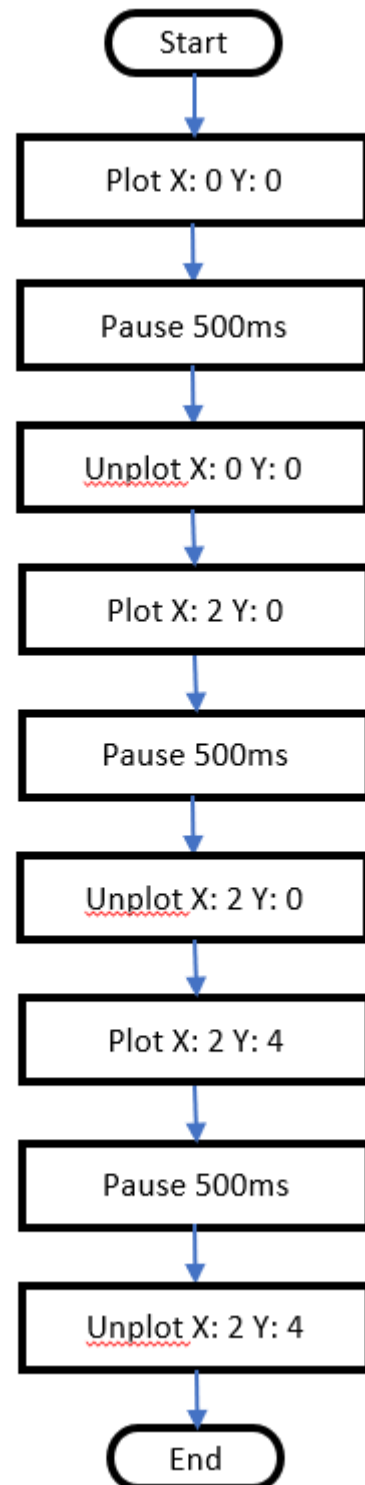 Start
Plot X: 0 Y: 0
Pause 500ms
Unplot X: 0 Y: 0
Plot X: 2 Y: 0
Pause 500ms
Unplot X: 2 Y: 0
Plot X: 2 Y: 4
Pause 500ms
Unplot X: 2 Y: 4
End